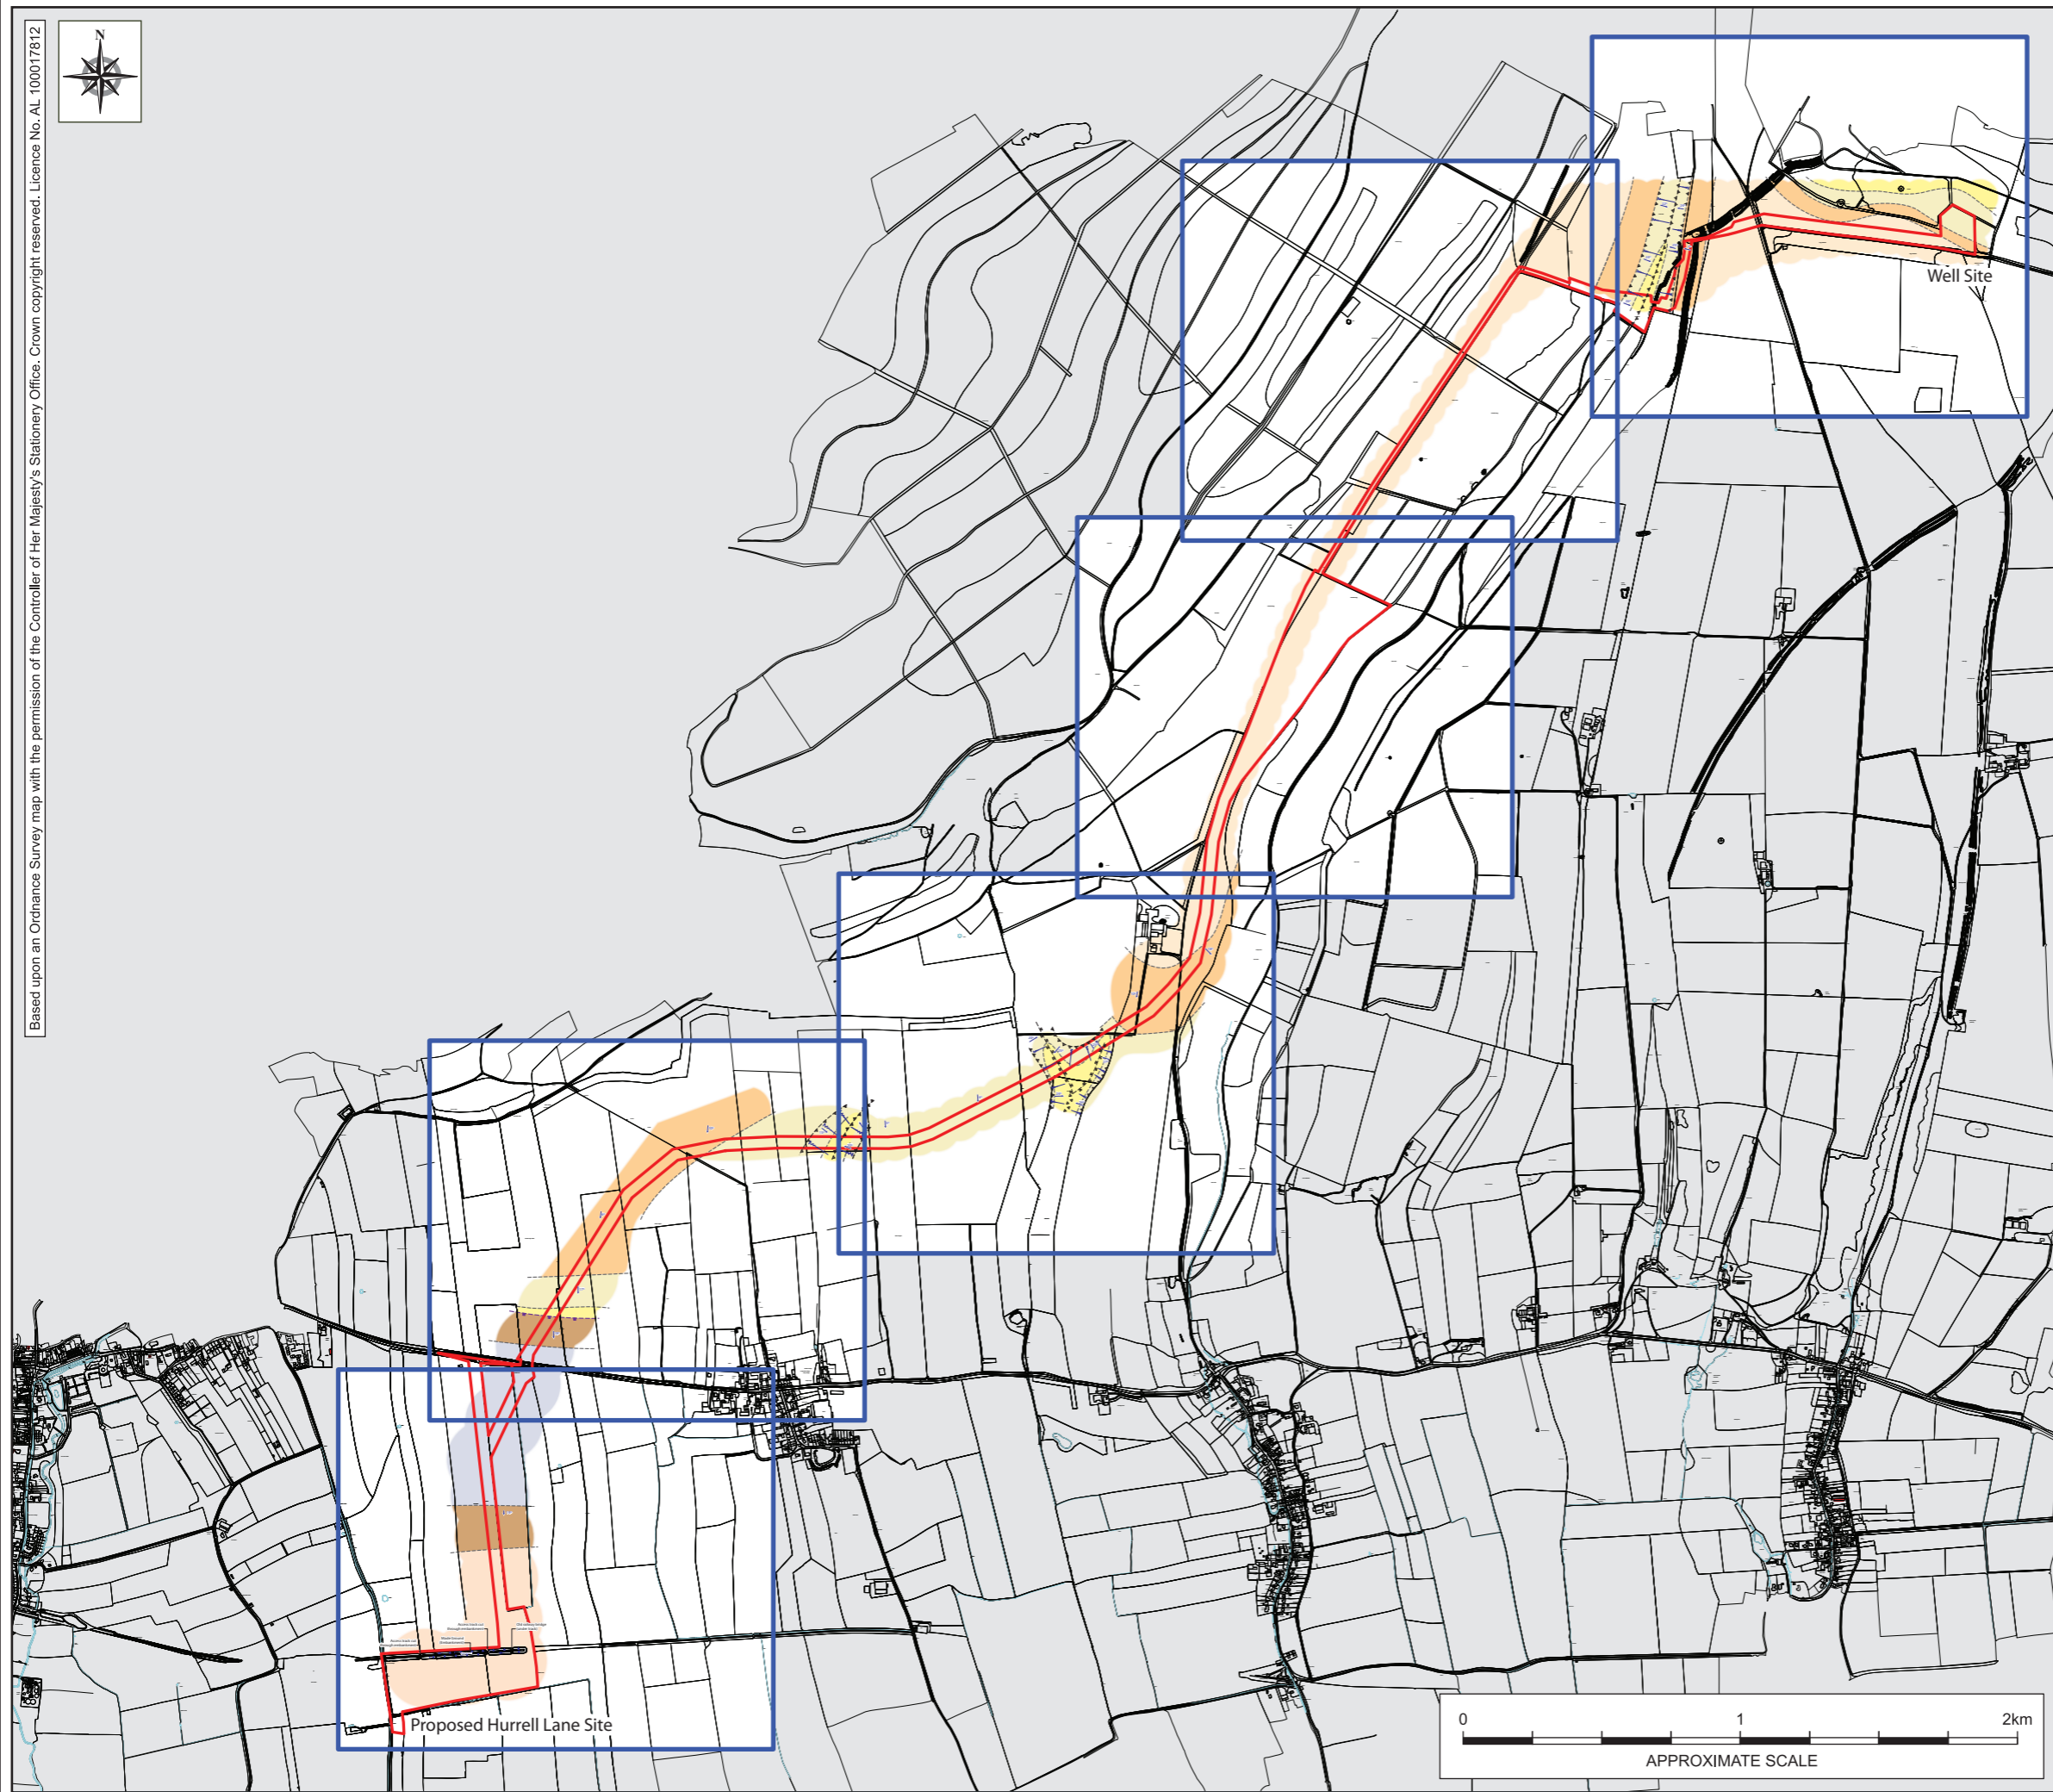 Based upon an Ordnance Survey map with the permission of the Controller of Her Majesty's Stationery Office. Crown copyright reserved. Licence No. AL 100017812
N
Well Site
Proposed Hurrell Lane Site
0 1 2km
APPROXIMATE SCALE